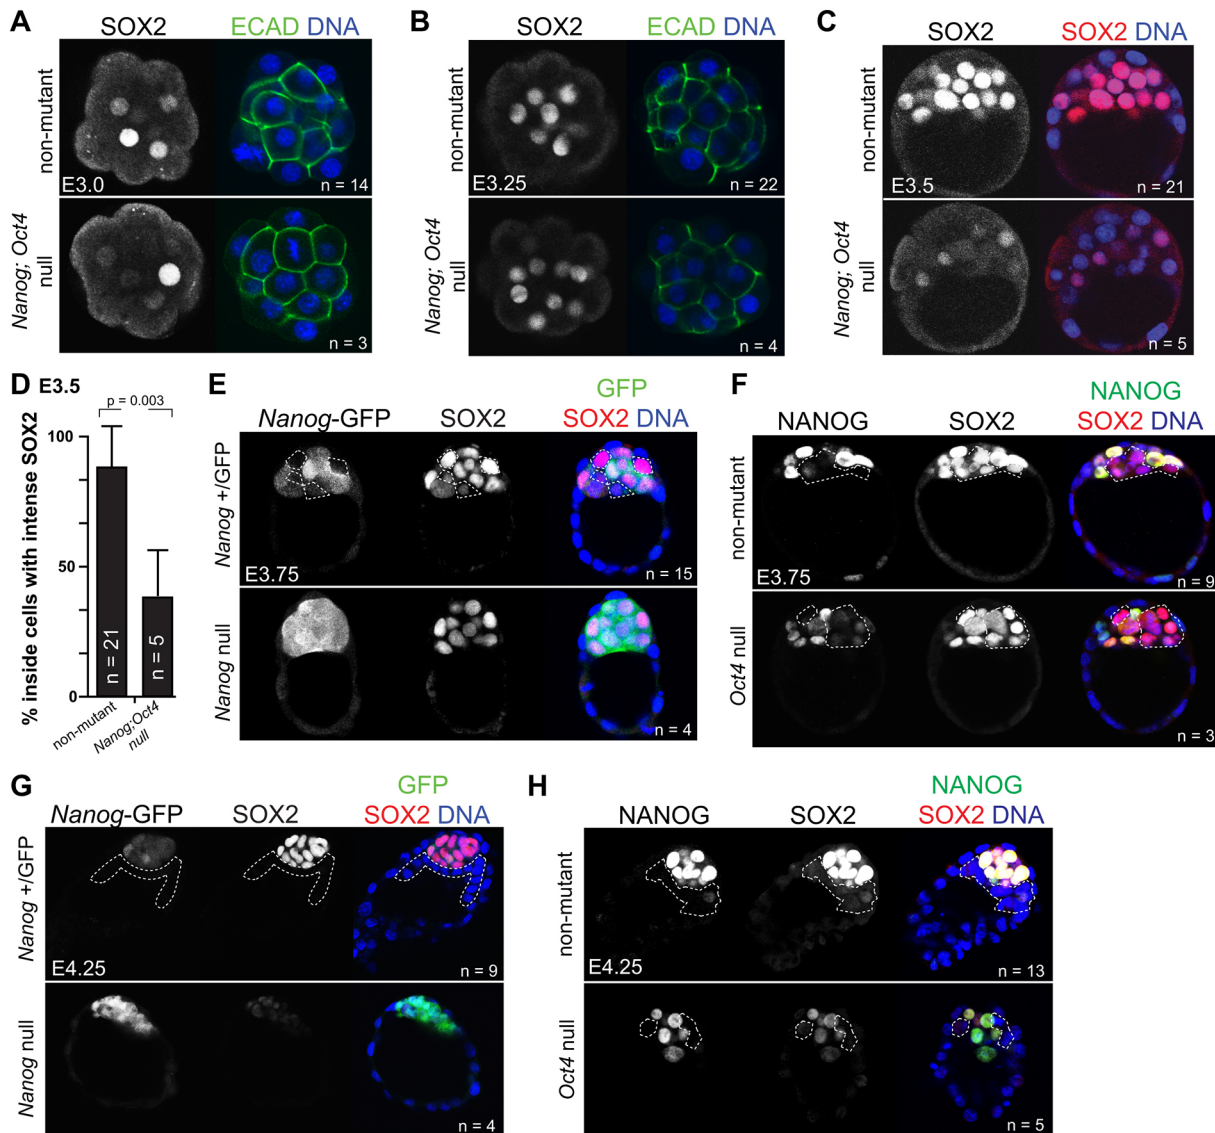 A
SOX2 ECAD DNA
non-mutant
E3.0
n = 14
Nanog; Oct4
null
n = 3
B
SOX2 ECAD DNA
non-mutant
E3.25
n = 22
Nanog; Oct4
null
n = 4
C
SOX2 SOX2 DNA
non-mutant
E3.5
n = 21
Nanog; Oct4
null
n = 5
D E3.5
p = 0.003
% inside cells with intense SOX2
100
50
0
n = 21
n = 5
non-mutant
Nanog;Oct4
null
E
GFP
Nanog-GFP SOX2 SOX2 DNA
Nanog +/GFP
E3.75
n = 15
Nanog null
n = 4
F
NANOG
NANOG SOX2 SOX2 DNA
non-mutant
E3.75
n = 9
Oct4 null
n = 3
G
GFP
Nanog-GFP SOX2 SOX2 DNA
Nanog +/GFP
E4.25
n = 9
Nanog null
n = 4
H
NANOG
NANOG SOX2 SOX2 DNA
non-mutant
E4.25
n = 13
Oct4 null
n = 5